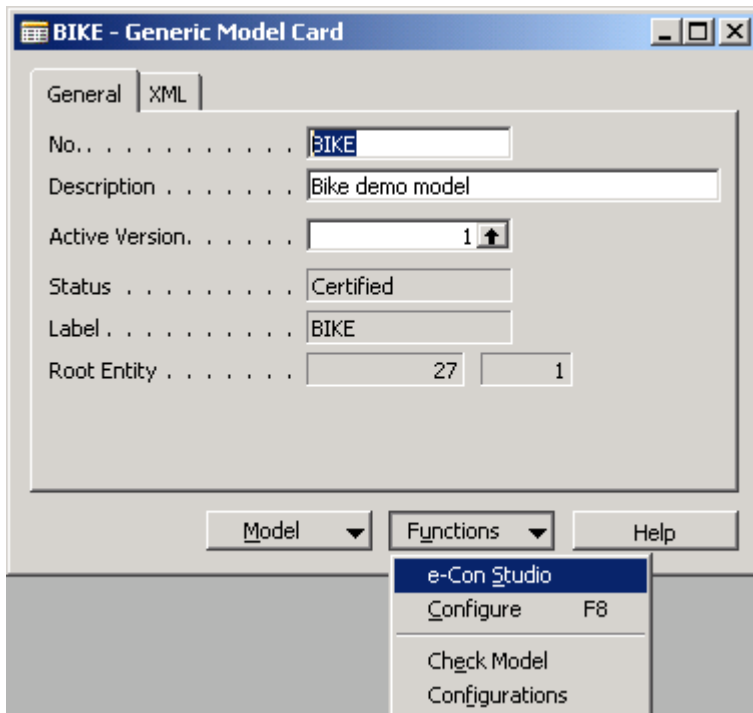 BIKE - Generic Model Card
General XML
No.. . . . . . . . . . . BIKE
Description . . . . . . . Bike demo model
Active Version. . . . . . 1
Status . . . . . . . . . Certified
Label . . . . . . . . . . BIKE
Root Entity . . . . . . . 27 1
Model Functions Help
e-Con Studio
Configure F8
Check Model
Configurations